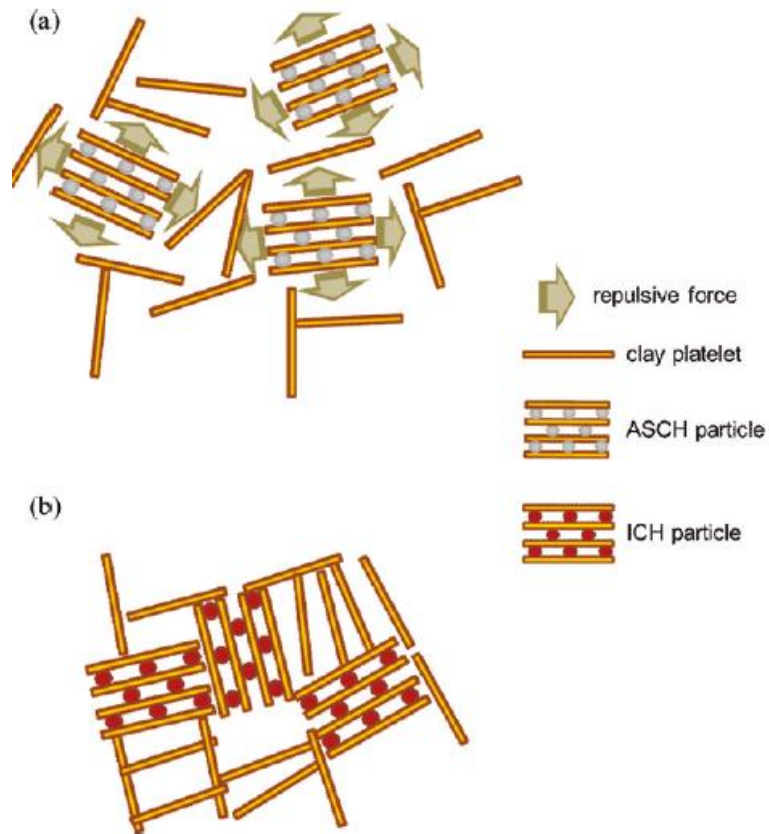 (a)
repulsive force
clay platelet
ASCH particle
ICH particle
(b)